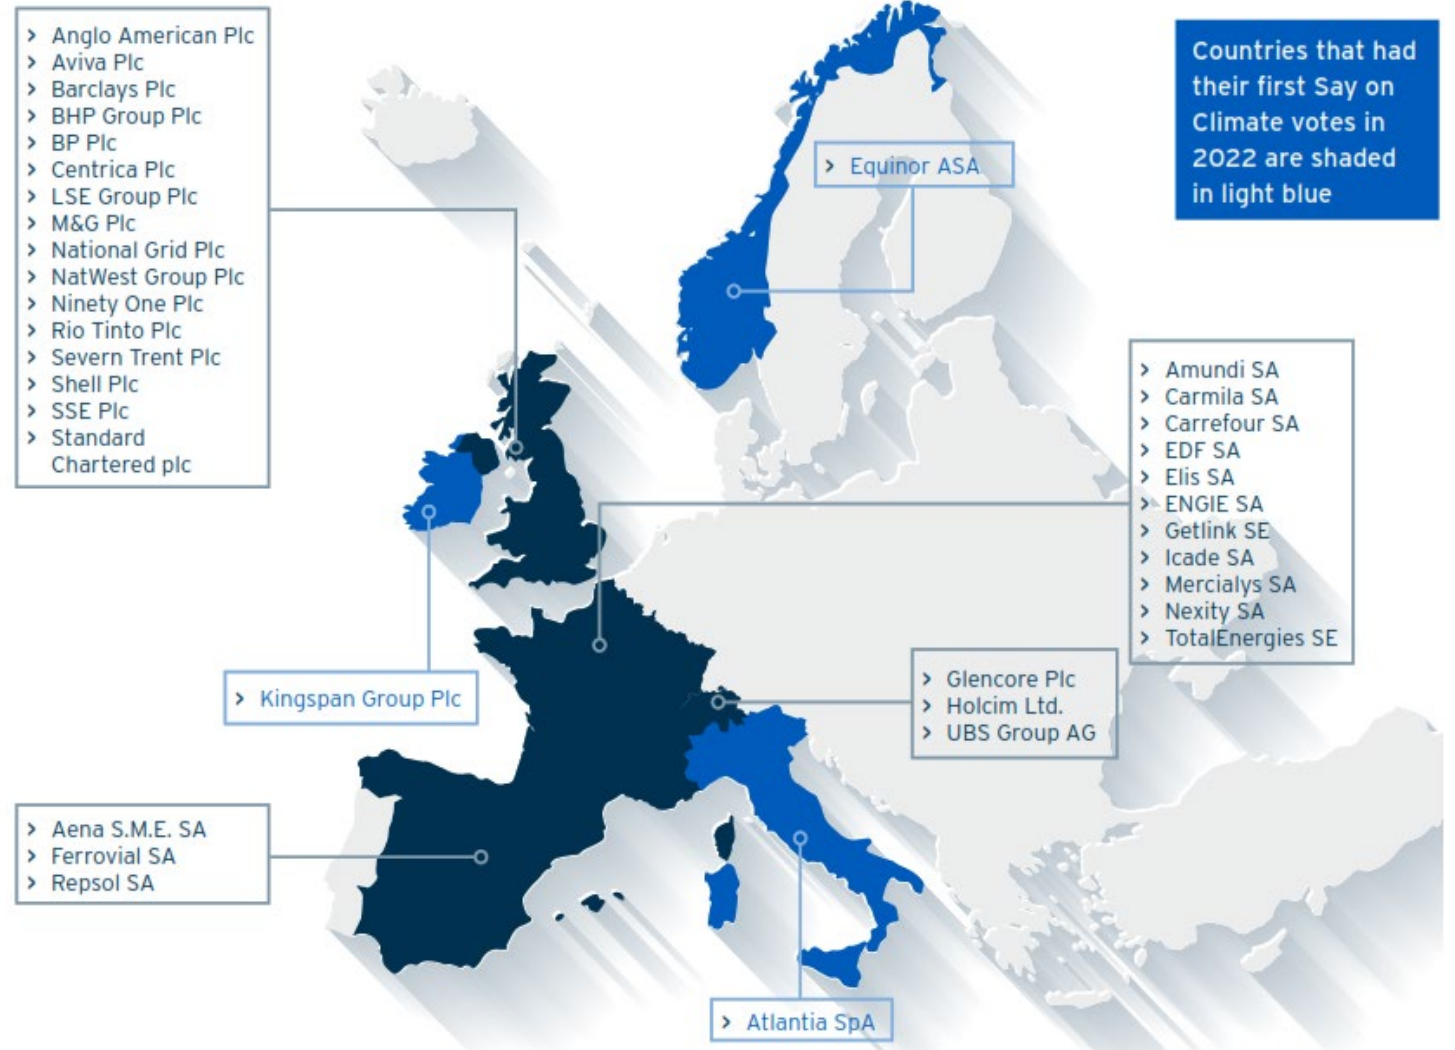 > Anglo American Plc
> Aviva Plc
> Barclays Plc
> BHP Group Plc
> BP Plc
> Centrica Plc
> LSE Group Plc
> M&G Plc
> National Grid Plc
> NatWest Group Plc
> Ninety One Plc
> Rio Tinto Plc
> Severn Trent Plc
> Shell Plc
> SSE Plc
> Standard
Chartered plc
Countries that had
their first Say on
Climate votes in
2022 are shaded
in light blue
> Equinor ASA
> Amundi SA
> Carmila SA
> Carrefour SA
> EDF SA
> Elis SA
> ENGIE SA
> Getlink SE
> Icade SA
> Mercialys SA
> Nexity SA
> TotalEnergies SE
> Kingspan Group Plc
> Glencore Plc
> Holcim Ltd.
> UBS Group AG
> Aena S.M.E. SA
> Ferrovial SA
> Repsol SA
> Atlantia SpA